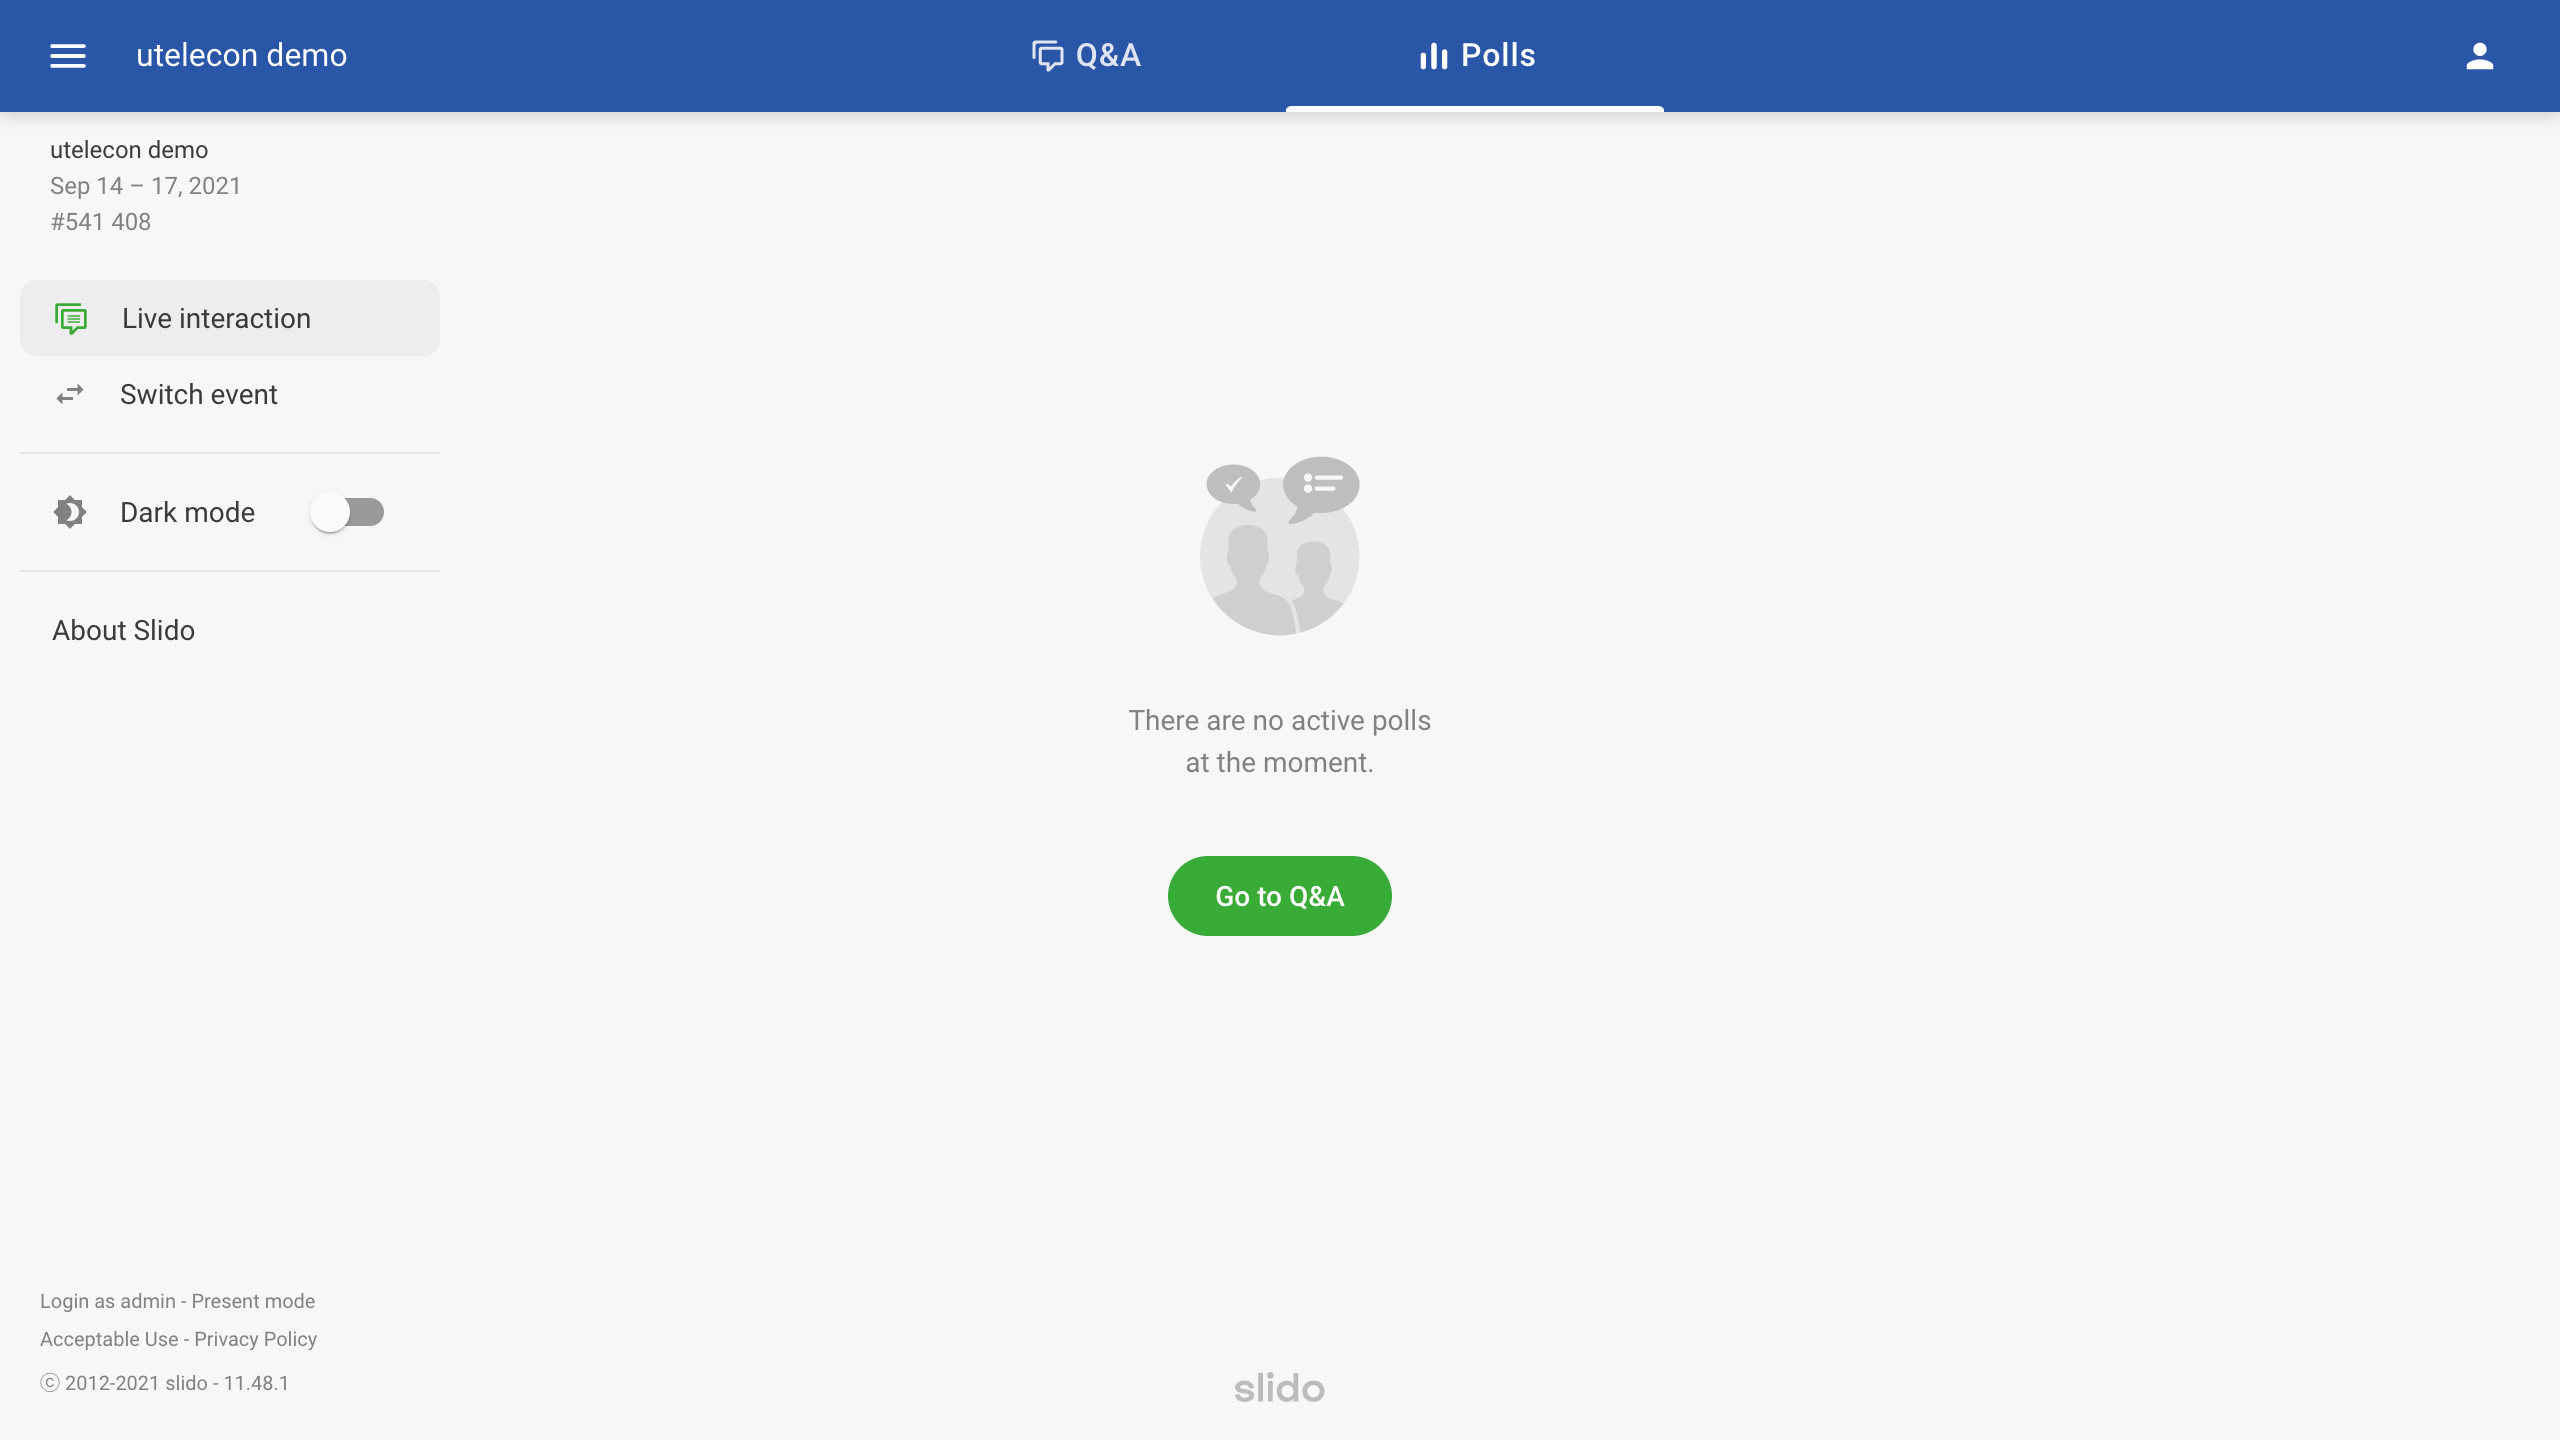 utelecon demo
Q&A
Polls
utelecon demo
Sep 14 – 17, 2021
#541 408
Live interaction
Switch event
Dark mode
About Slido
There are no active polls
at the moment.
Go to Q&A
Login as admin - Present mode
Acceptable Use - Privacy Policy
ⓒ 2012-2021 slido - 11.48.1
slido